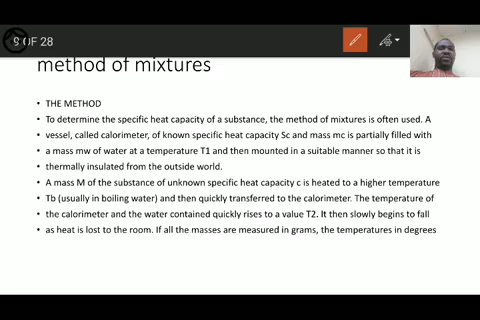 9 OF 28
method of mixtures
• THE METHOD
• To determine the specific heat capacity of a substance, the method of mixtures is often used. A
• vessel, called calorimeter, of known specific heat capacity Sc and mass mc is partially filled with
• a mass mw of water at a temperature T1 and then mounted in a suitable manner so that it is
• thermally insulated from the outside world.
• A mass M of the substance of unknown specific heat capacity c is heated to a higher temperature
• Tb (usually in boiling water) and then quickly transferred to the calorimeter. The temperature of
• the calorimeter and the water contained quickly rises to a value T2. It then slowly begins to fall
• as heat is lost to the room. If all the masses are measured in grams, the temperatures in degrees